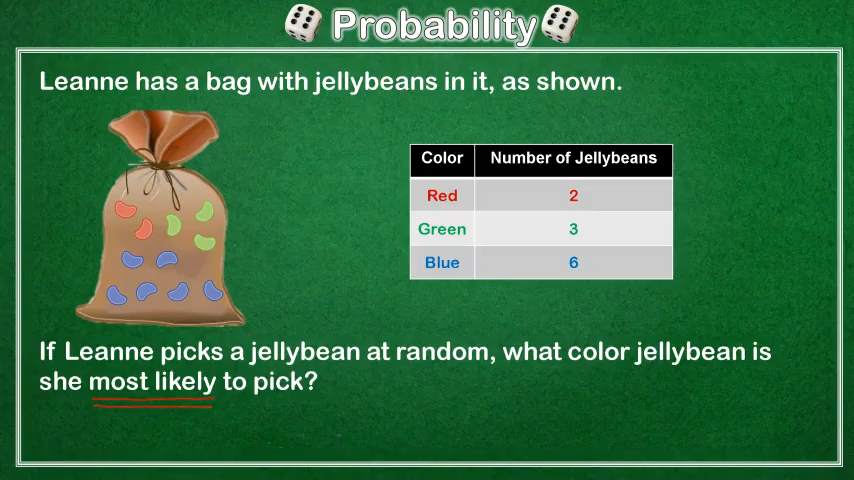 Probability
Leanne has a bag with jellybeans in it, as shown.
Color Number of Jellybeans
Red 2
Green 3
Blue 6
If Leanne picks a jellybean at random, what color jellybean is
she most likely to pick?